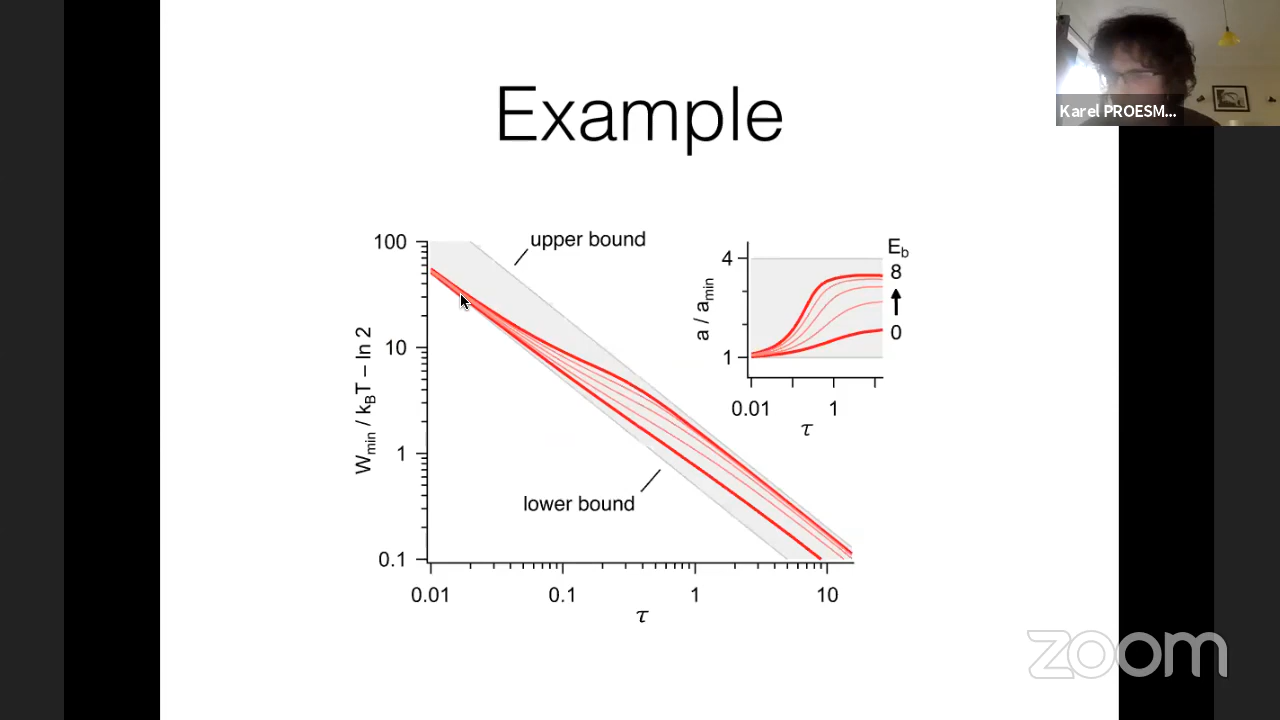 Karel PROESM...
Example
upper bound
lower bound
100
10
1
0.1
W_min / k_BT – ln 2
0.01 0.1 1 10
τ
E_b
8
0
4
1
a / a_min
0.01 1
τ
zoom